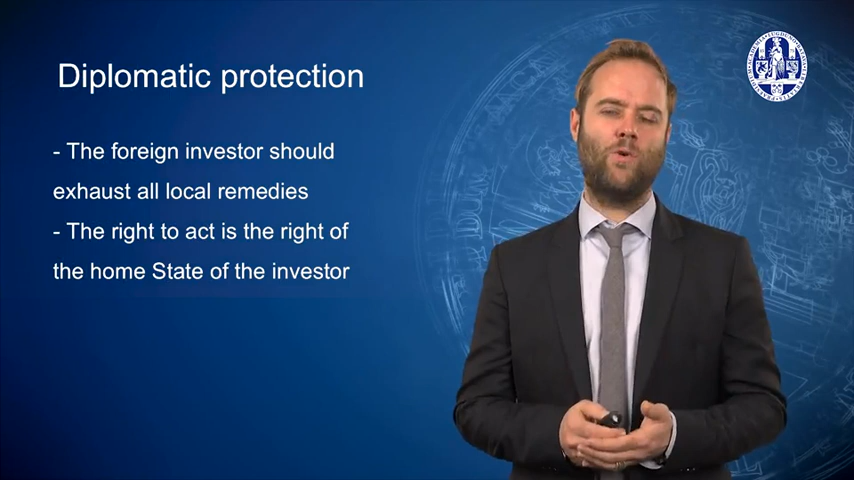 Diplomatic protection
- The foreign investor should
exhaust all local remedies
- The right to act is the right of
the home State of the investor